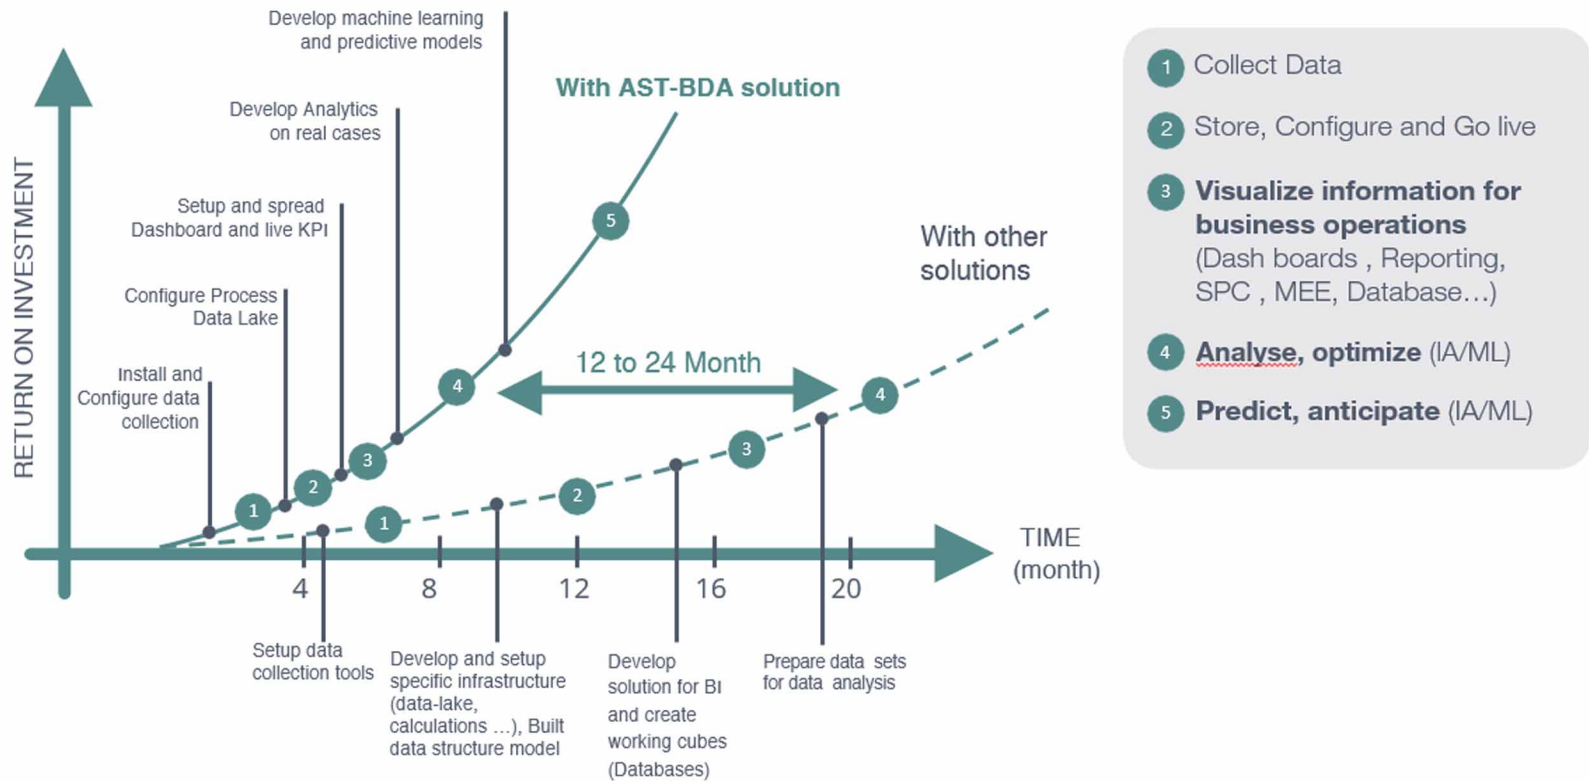 Develop machine learning
and predictive models
Develop Analytics
on real cases
Setup and spread
Dashboard and live KPI
Configure Process
Data Lake
Install and
Configure data
collection
RETURN ON INVESTMENT
With AST-BDA solution
With other
solutions
12 to 24 Month
1
2
3
4
5
1
2
3
4
TIME
(month)
4
8
12
16
20
Setup data
collection tools
Develop and setup
specific infrastructure
(data-lake,
calculations ...), Built
data structure model
Develop
solution for BI
and create
working cubes
(Databases)
Prepare data sets
for data analysis
1 Collect Data
2 Store, Configure and Go live
3 Visualize information for
business operations
(Dash boards , Reporting,
SPC , MEE, Database...)
4 Analyse, optimize (IA/ML)
5 Predict, anticipate (IA/ML)